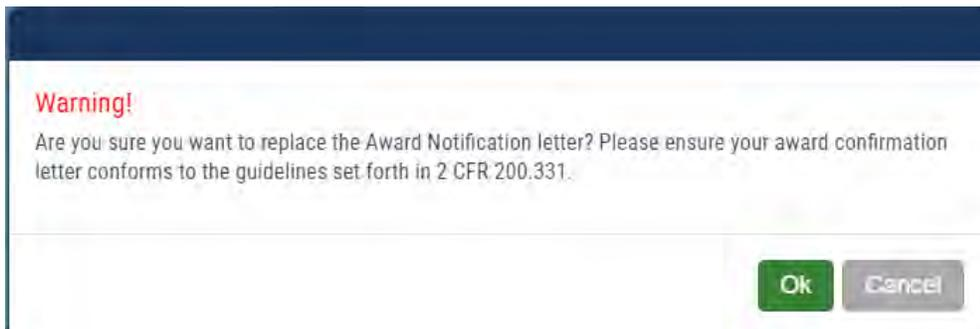 Warning!
Are you sure you want to replace the Award Notification letter? Please ensure your award confirmation
letter conforms to the guidelines set forth in 2 CFR 200.331.
Ok Cancel